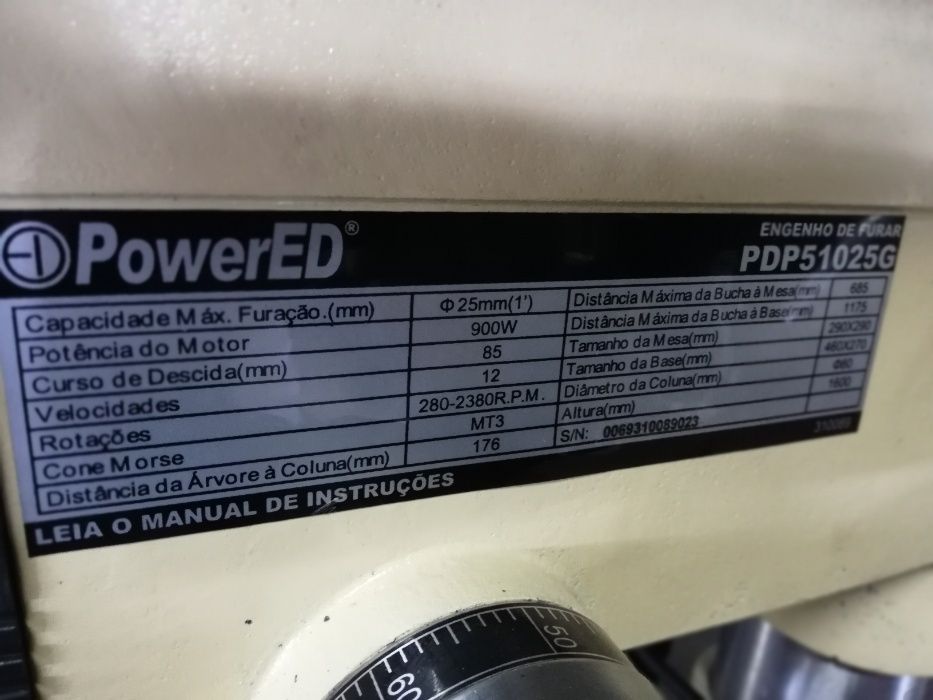 PowerED®
ENGENHO DE FURAR
PDP51025G
Capacidade Máx. Furação.(mm) Φ25mm(1')
Potência do Motor 900W
Curso de Descida(mm) 85
Velocidades 12
Rotações 280-2380R.P.M.
Cone Morse MT3
Distância da Árvore à Coluna(mm) 176
Distância Máxima da Bucha à Mesa(mm) 685
Distância Máxima da Bucha à Base(mm) 1175
Tamanho da Mesa(mm) 290X290
Tamanho da Base(mm) 460X270
Diâmetro da Coluna(mm) Φ80
Altura(mm) 1600
S/N: 0069310089023
310089
LEIA O MANUAL DE INSTRUÇÕES
60 50